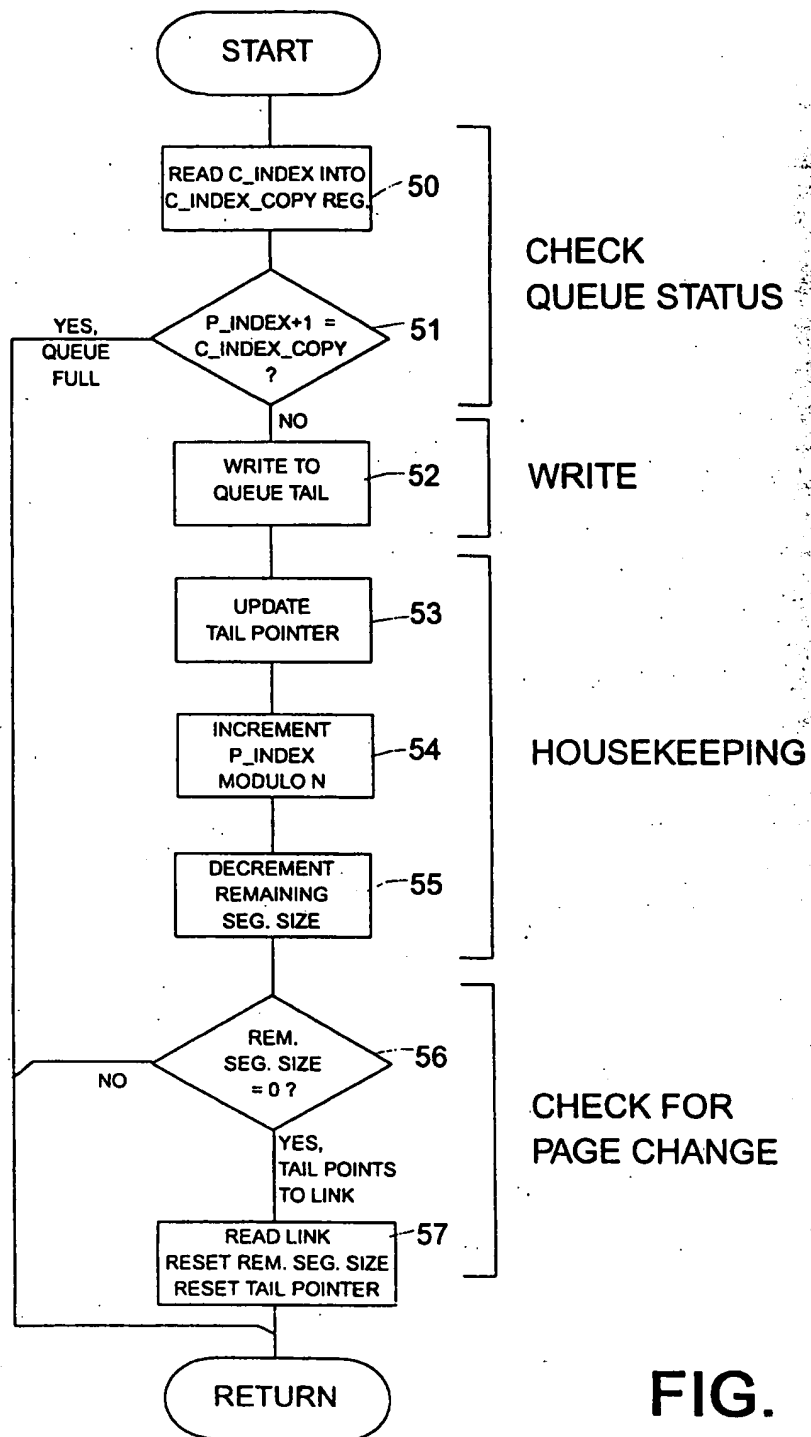 START
READ C_INDEX INTO
C_INDEX_COPY REG.
50
CHECK
QUEUE STATUS
P_INDEX+1 =
C_INDEX_COPY
?
51
YES,
QUEUE
FULL
NO
WRITE TO
QUEUE TAIL
52
WRITE
UPDATE
TAIL POINTER
53
INCREMENT
P_INDEX
MODULO N
54
HOUSEKEEPING
DECREMENT
REMAINING
SEG. SIZE
55
REM.
SEG. SIZE
= 0 ?
56
NO
CHECK FOR
PAGE CHANGE
YES,
TAIL POINTS
TO LINK
READ LINK
RESET REM. SEG. SIZE
RESET TAIL POINTER
57
RETURN
FIG.